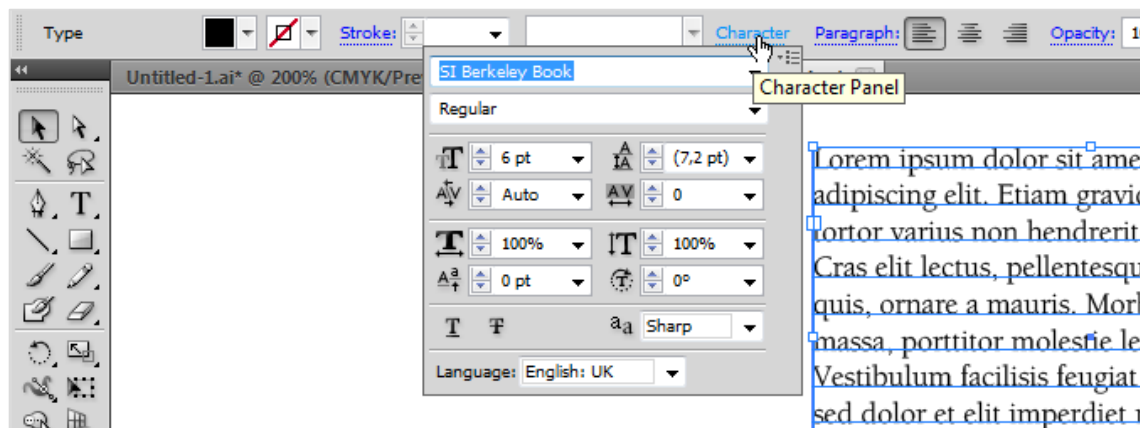 Type
Stroke:
Character
Paragraph:
Opacity:
Untitled-1.ai* @ 200% (CMYK/Pre
Character Panel
SI Berkeley Book
Regular
6 pt
(7,2 pt)
Auto
0
100%
100%
0 pt
0°
Sharp
Language: English: UK
Lorem ipsum dolor sit ame
adipiscing elit. Etiam gravid
tortor varius non hendrerit
Cras elit lectus, pellentesqu
quis, ornare a mauris. Mor
massa, porttitor molestie le
Vestibulum facilisis feugiat
sed dolor et elit imperdiet